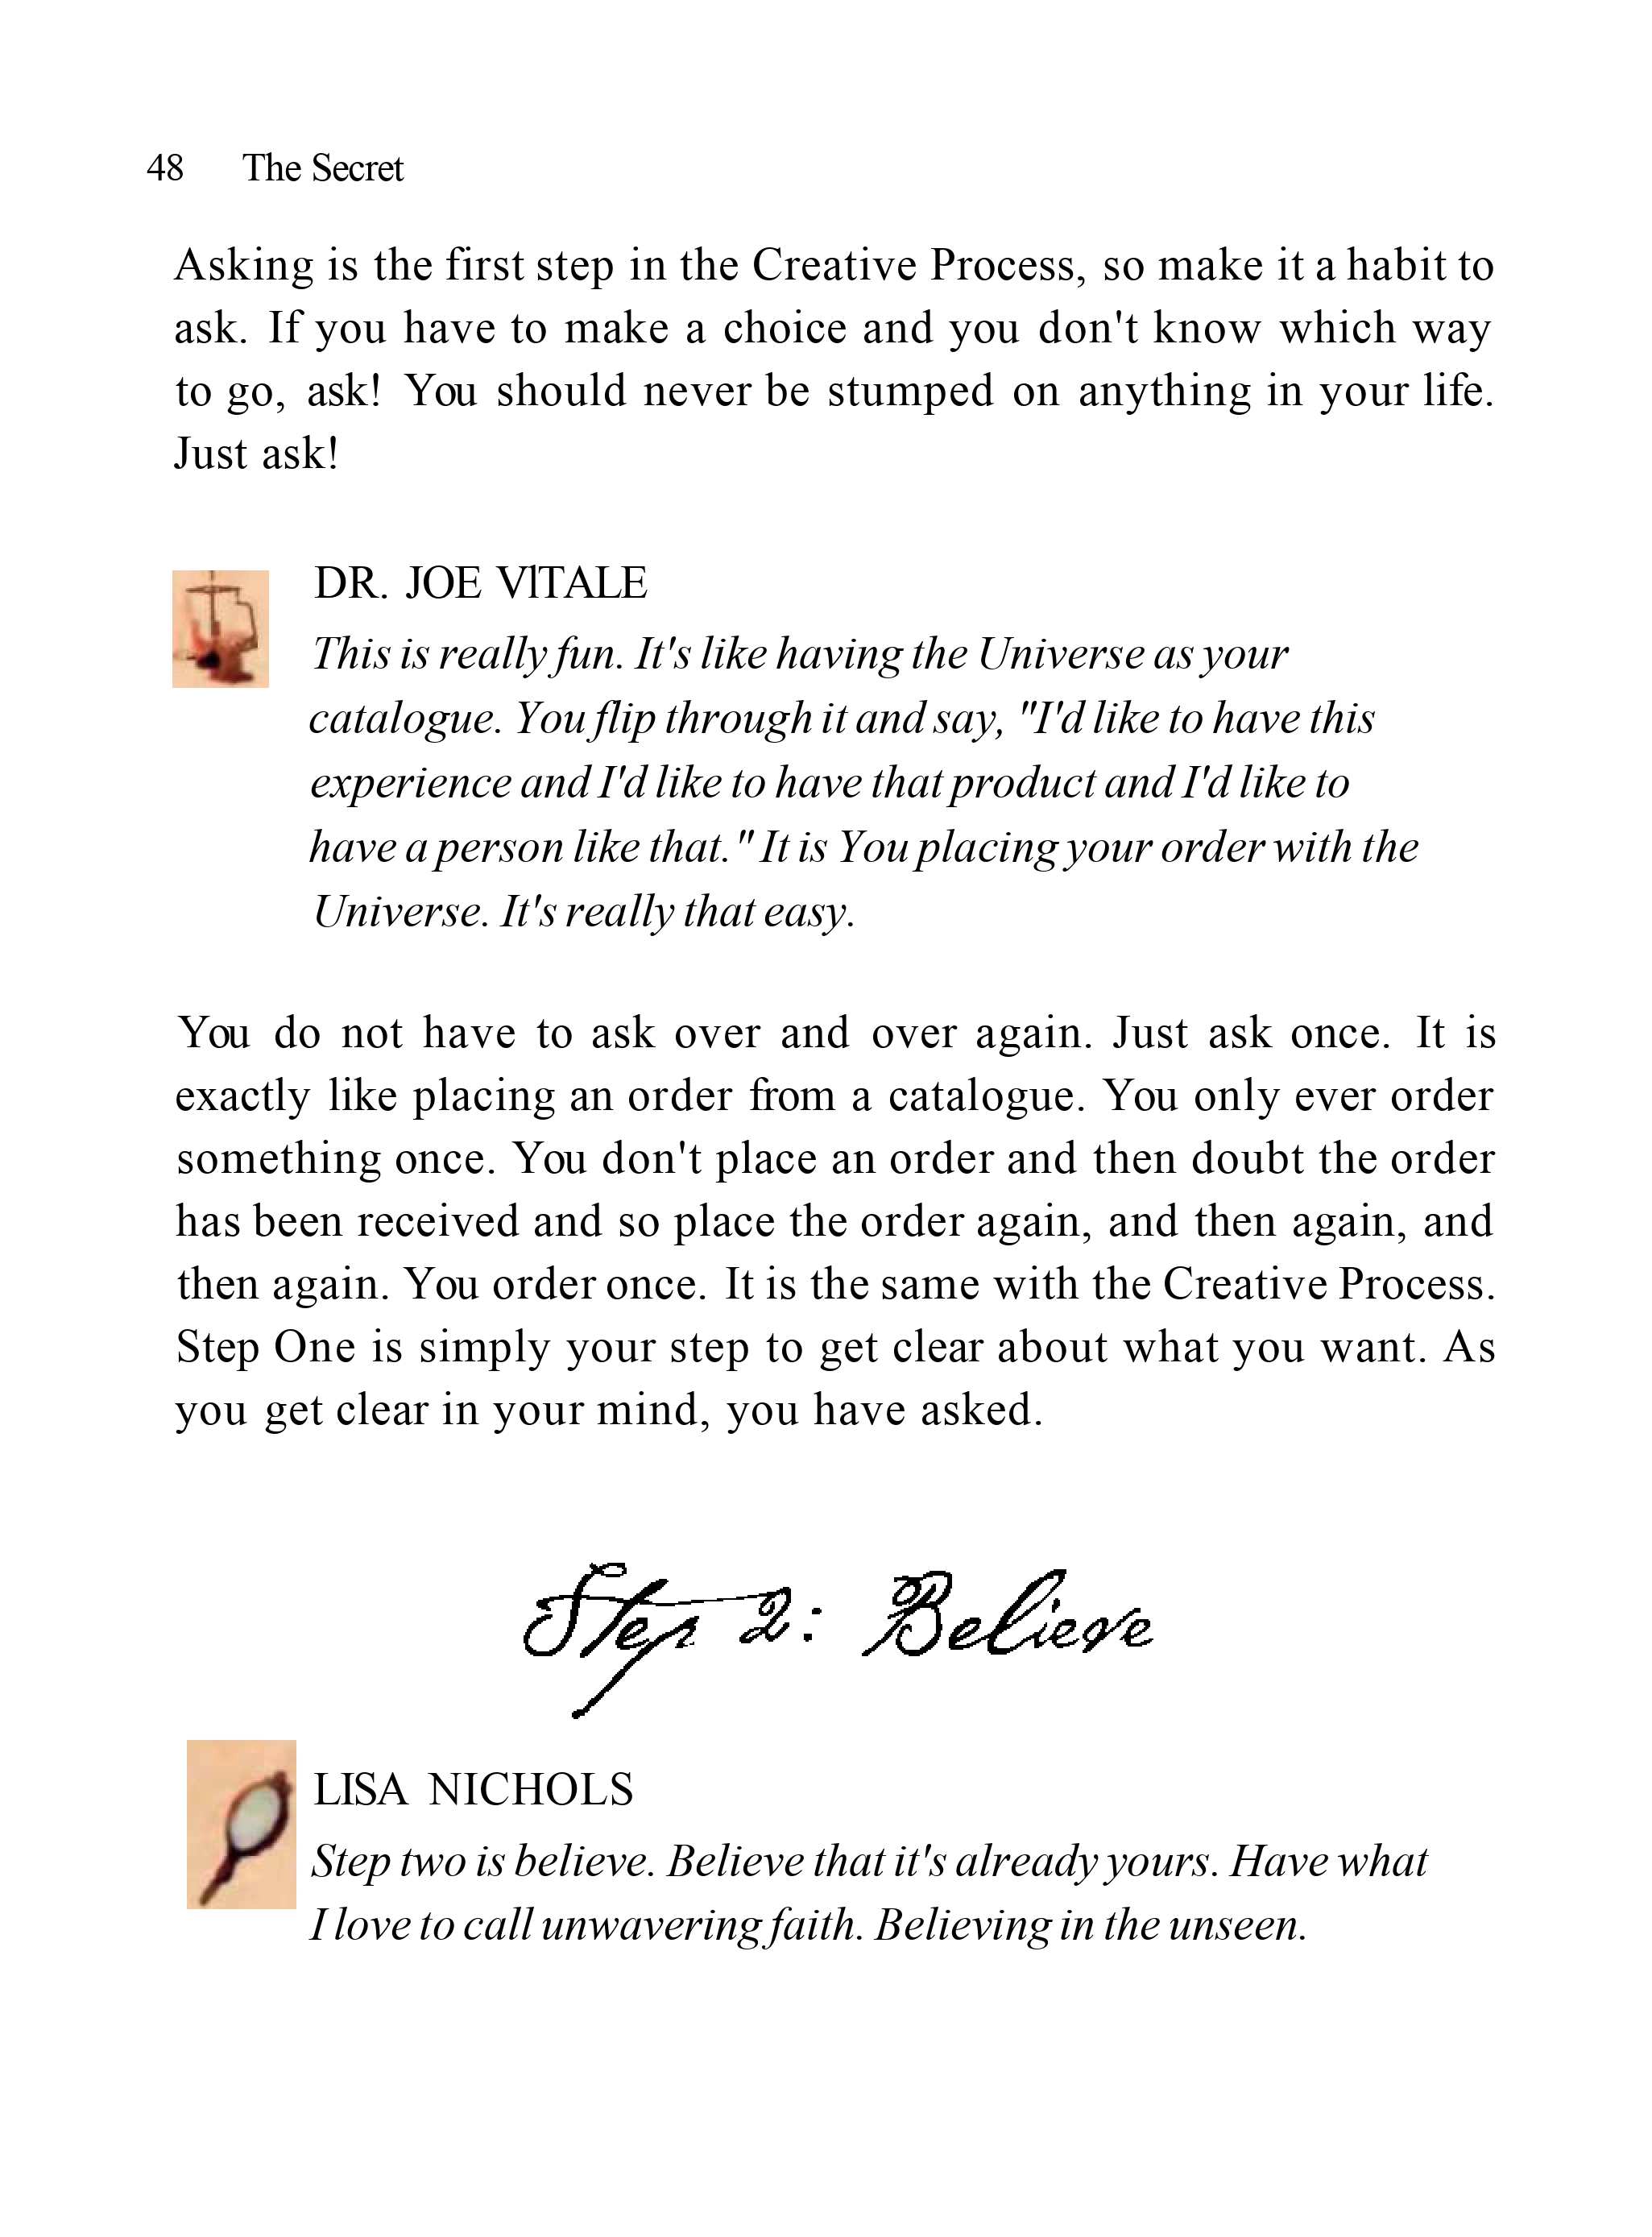 48 The Secret
Asking is the first step in the Creative Process, so make it a habit to
ask. If you have to make a choice and you don't know which way
to go, ask! You should never be stumped on anything in your life.
Just ask!
DR. JOE VlTALE
This is really fun. It's like having the Universe as your
catalogue. You flip through it and say, "I'd like to have this
experience and I'd like to have that product and I'd like to
have a person like that." It is You placing your order with the
Universe. It's really that easy.
You do not have to ask over and over again. Just ask once. It is
exactly like placing an order from a catalogue. You only ever order
something once. You don't place an order and then doubt the order
has been received and so place the order again, and then again, and
then again. You order once. It is the same with the Creative Process.
Step One is simply your step to get clear about what you want. As
you get clear in your mind, you have asked.
Step 2: Believe
LISA NICHOLS
Step two is believe. Believe that it's already yours. Have what
I love to call unwavering faith. Believing in the unseen.